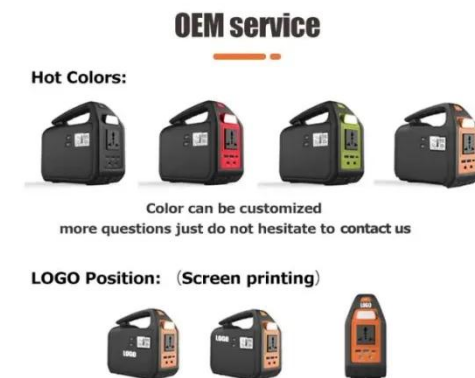 OEM service
Hot Colors:
Color can be customized
more questions just do not hesitate to contact us
LOGO Position: （Screen printing）
LOGO
LOGO
LOGO